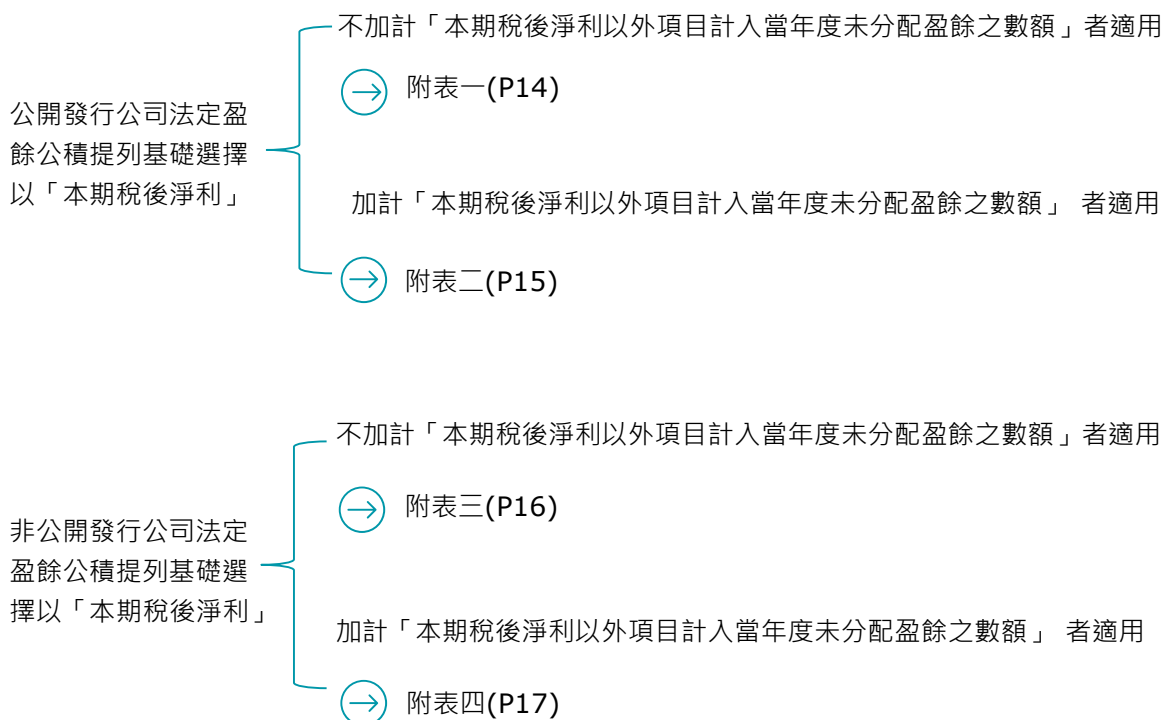 公開發行公司法定盈
餘公積提列基礎選擇
以「本期稅後淨利」
不加計「本期稅後淨利以外項目計入當年度未分配盈餘之數額」者適用
附表一(P14)
加計「本期稅後淨利以外項目計入當年度未分配盈餘之數額」 者適用
附表二(P15)
非公開發行公司法定
盈餘公積提列基礎選
擇以「本期稅後淨利」
不加計「本期稅後淨利以外項目計入當年度未分配盈餘之數額」者適用
附表三(P16)
加計「本期稅後淨利以外項目計入當年度未分配盈餘之數額」 者適用
附表四(P17)